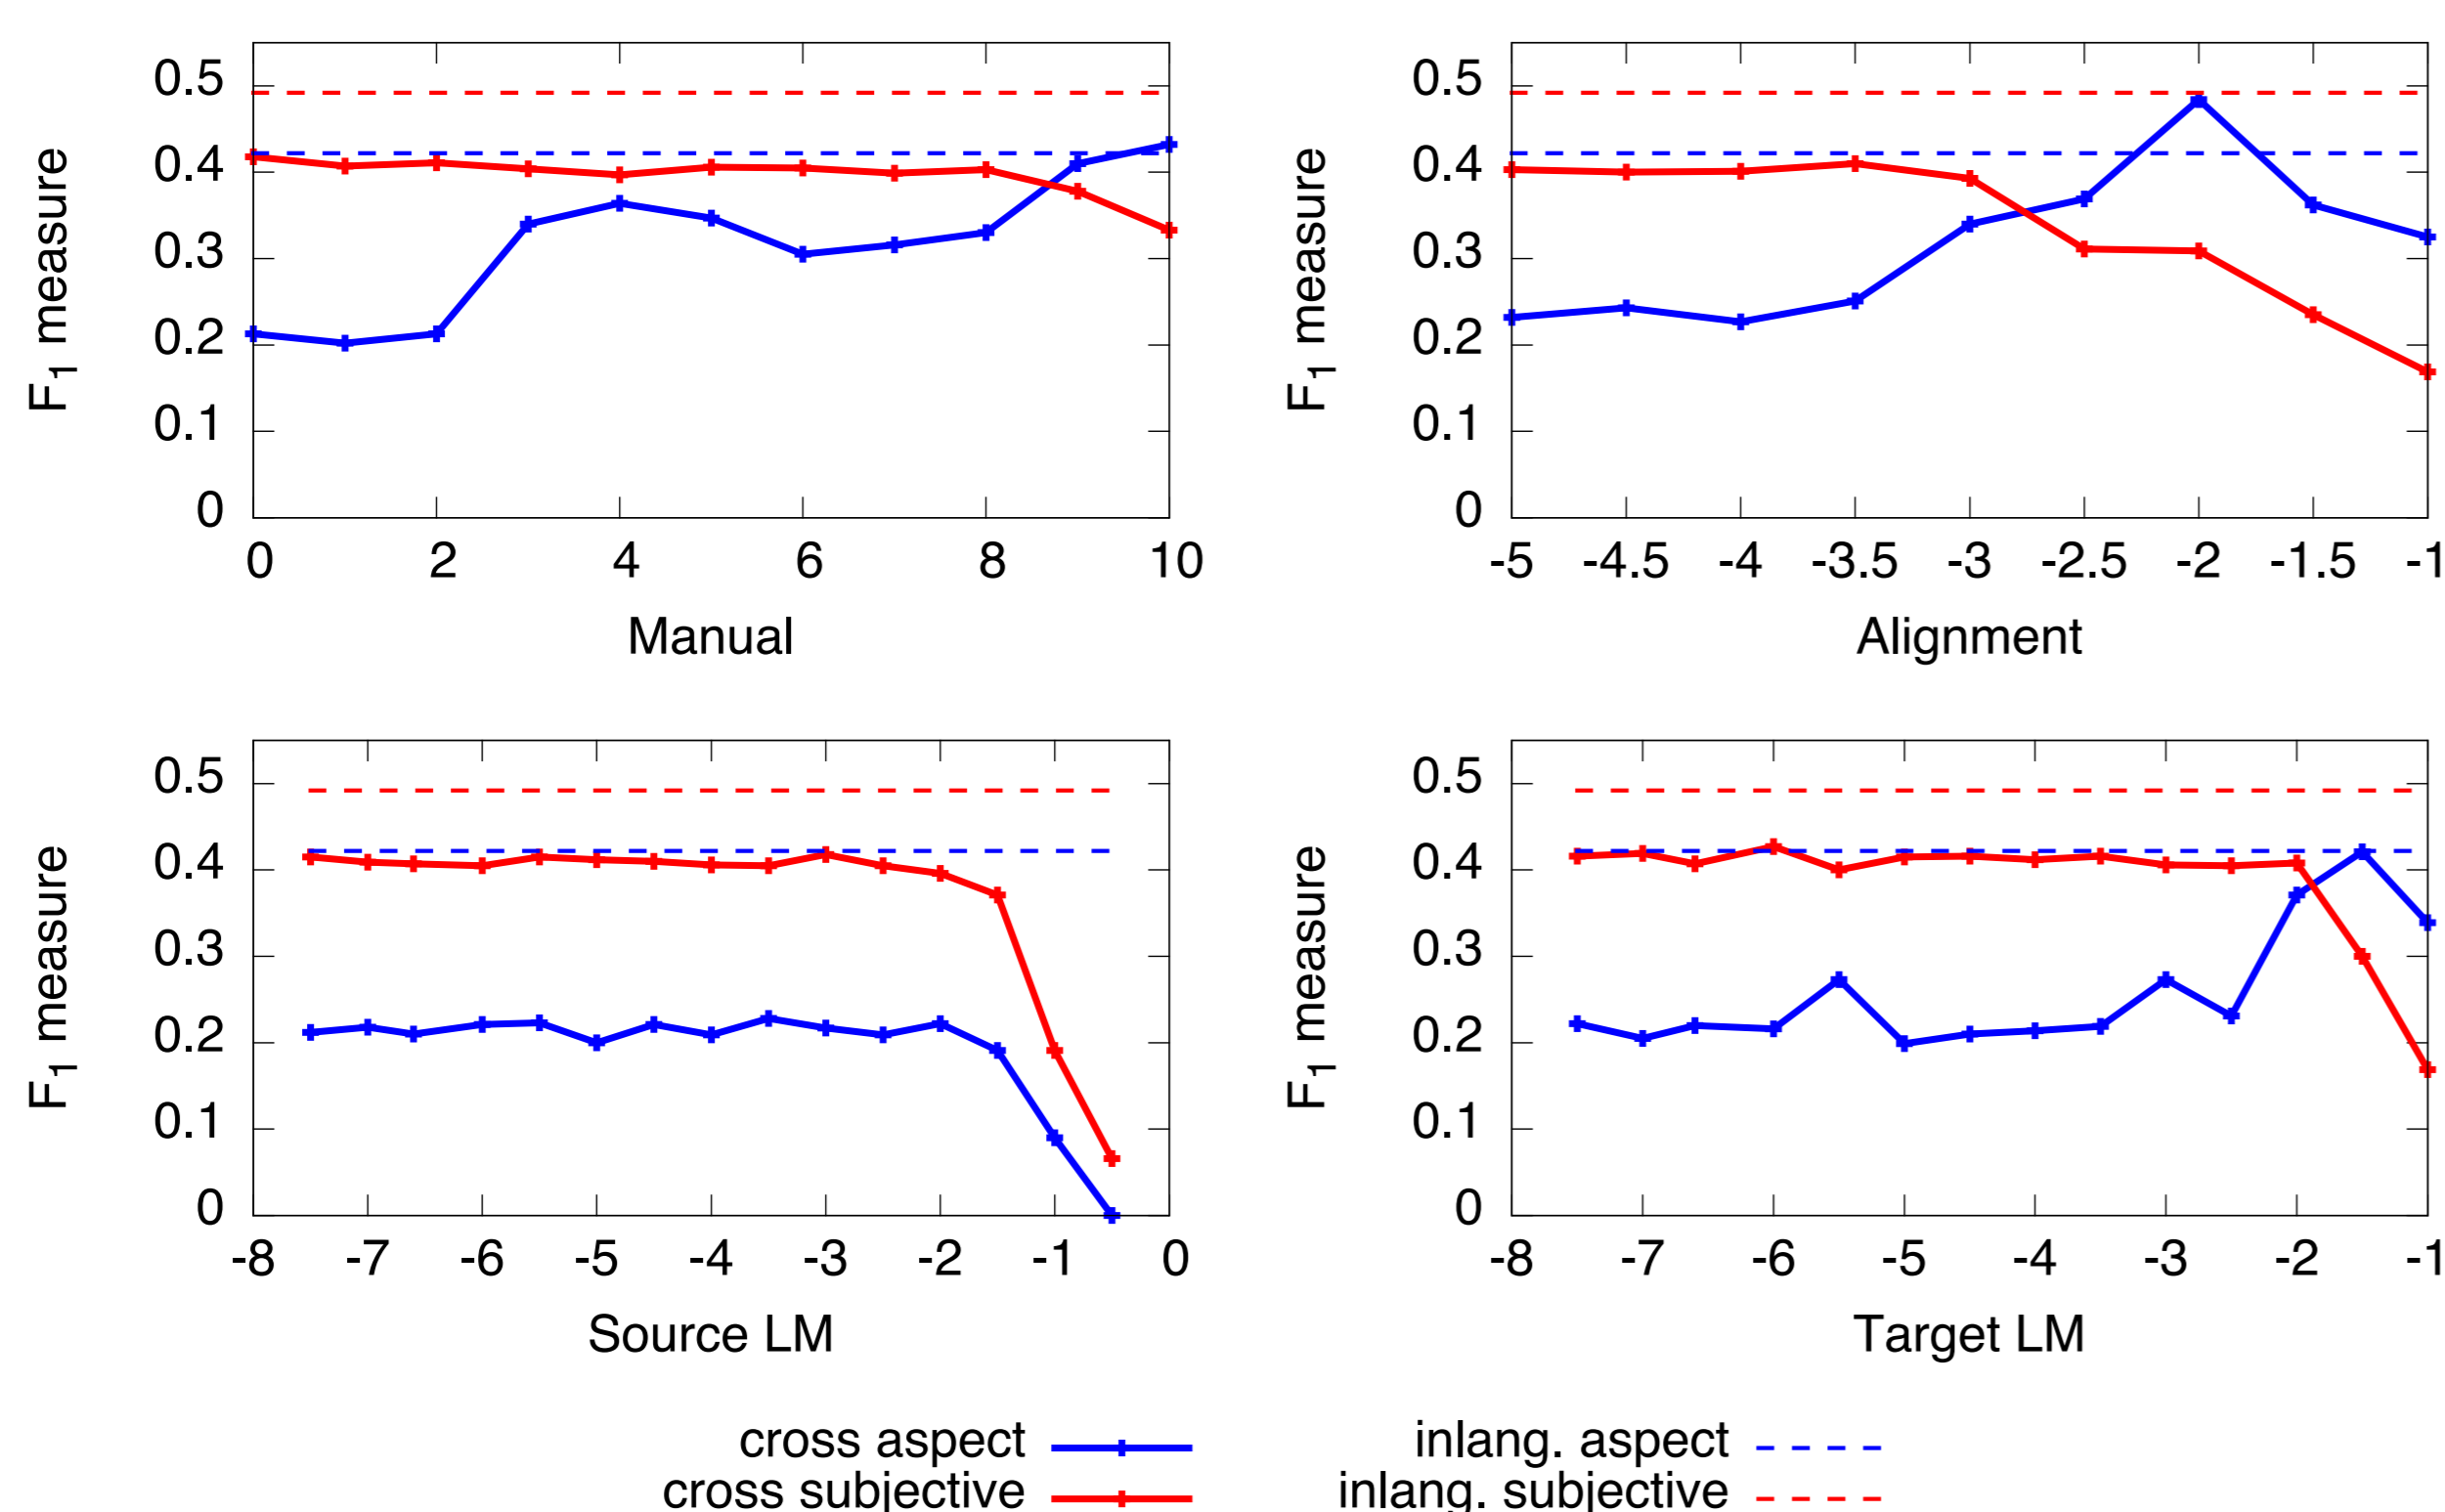 F1 measure
0.5
0.4
0.3
0.2
0.1
0
0 2 4 6 8 10
Manual
F1 measure
0.5
0.4
0.3
0.2
0.1
0
-5 -4.5 -4 -3.5 -3 -2.5 -2 -1.5 -1
Alignment
F1 measure
0.5
0.4
0.3
0.2
0.1
0
-8 -7 -6 -5 -4 -3 -2 -1 0
Source LM
F1 measure
0.5
0.4
0.3
0.2
0.1
0
-8 -7 -6 -5 -4 -3 -2 -1
Target LM
cross aspect
cross subjective
inlang. aspect
inlang. subjective